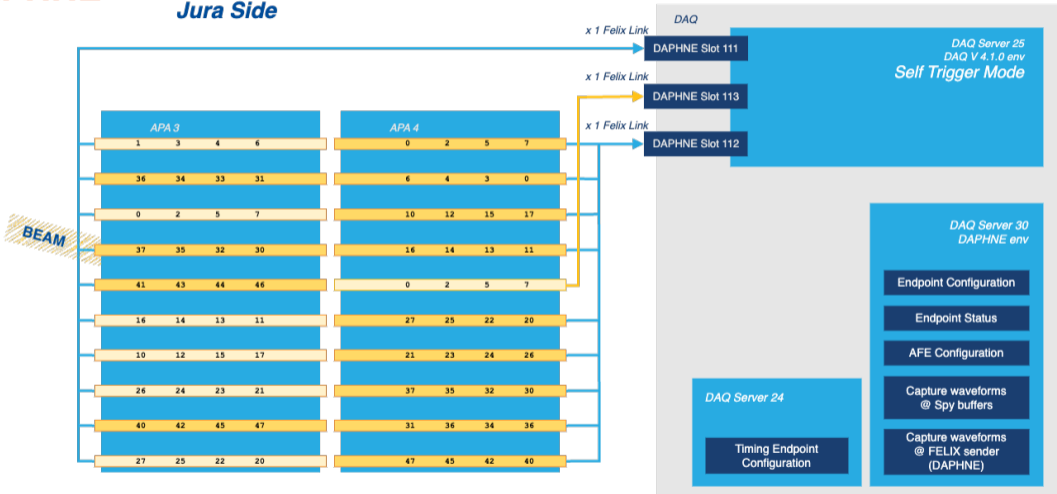 Jura Side
DAQ
x 1 Felix Link
DAPHNE Slot 111
DAQ Server 25
DAQ V 4.1.0 env
Self Trigger Mode
x 1 Felix Link
DAPHNE Slot 113
x 1 Felix Link
DAPHNE Slot 112
APA 3
1 3 4 6
36 34 33 31
0 2 5 7
37 35 32 30
41 43 44 46
16 14 13 11
10 12 15 17
26 24 23 21
40 42 45 47
27 25 22 20
APA 4
0 2 5 7
6 4 3 0
10 12 15 17
16 14 13 11
0 2 5 7
27 25 22 20
21 23 24 26
37 35 32 30
31 36 34 36
47 45 42 40
BEAM
DAQ Server 24
Timing Endpoint
Configuration
DAQ Server 30
DAPHNE env
Endpoint Configuration
Endpoint Status
AFE Configuration
Capture waveforms
@ Spy buffers
Capture waveforms
@ FELIX sender
(DAPHNE)